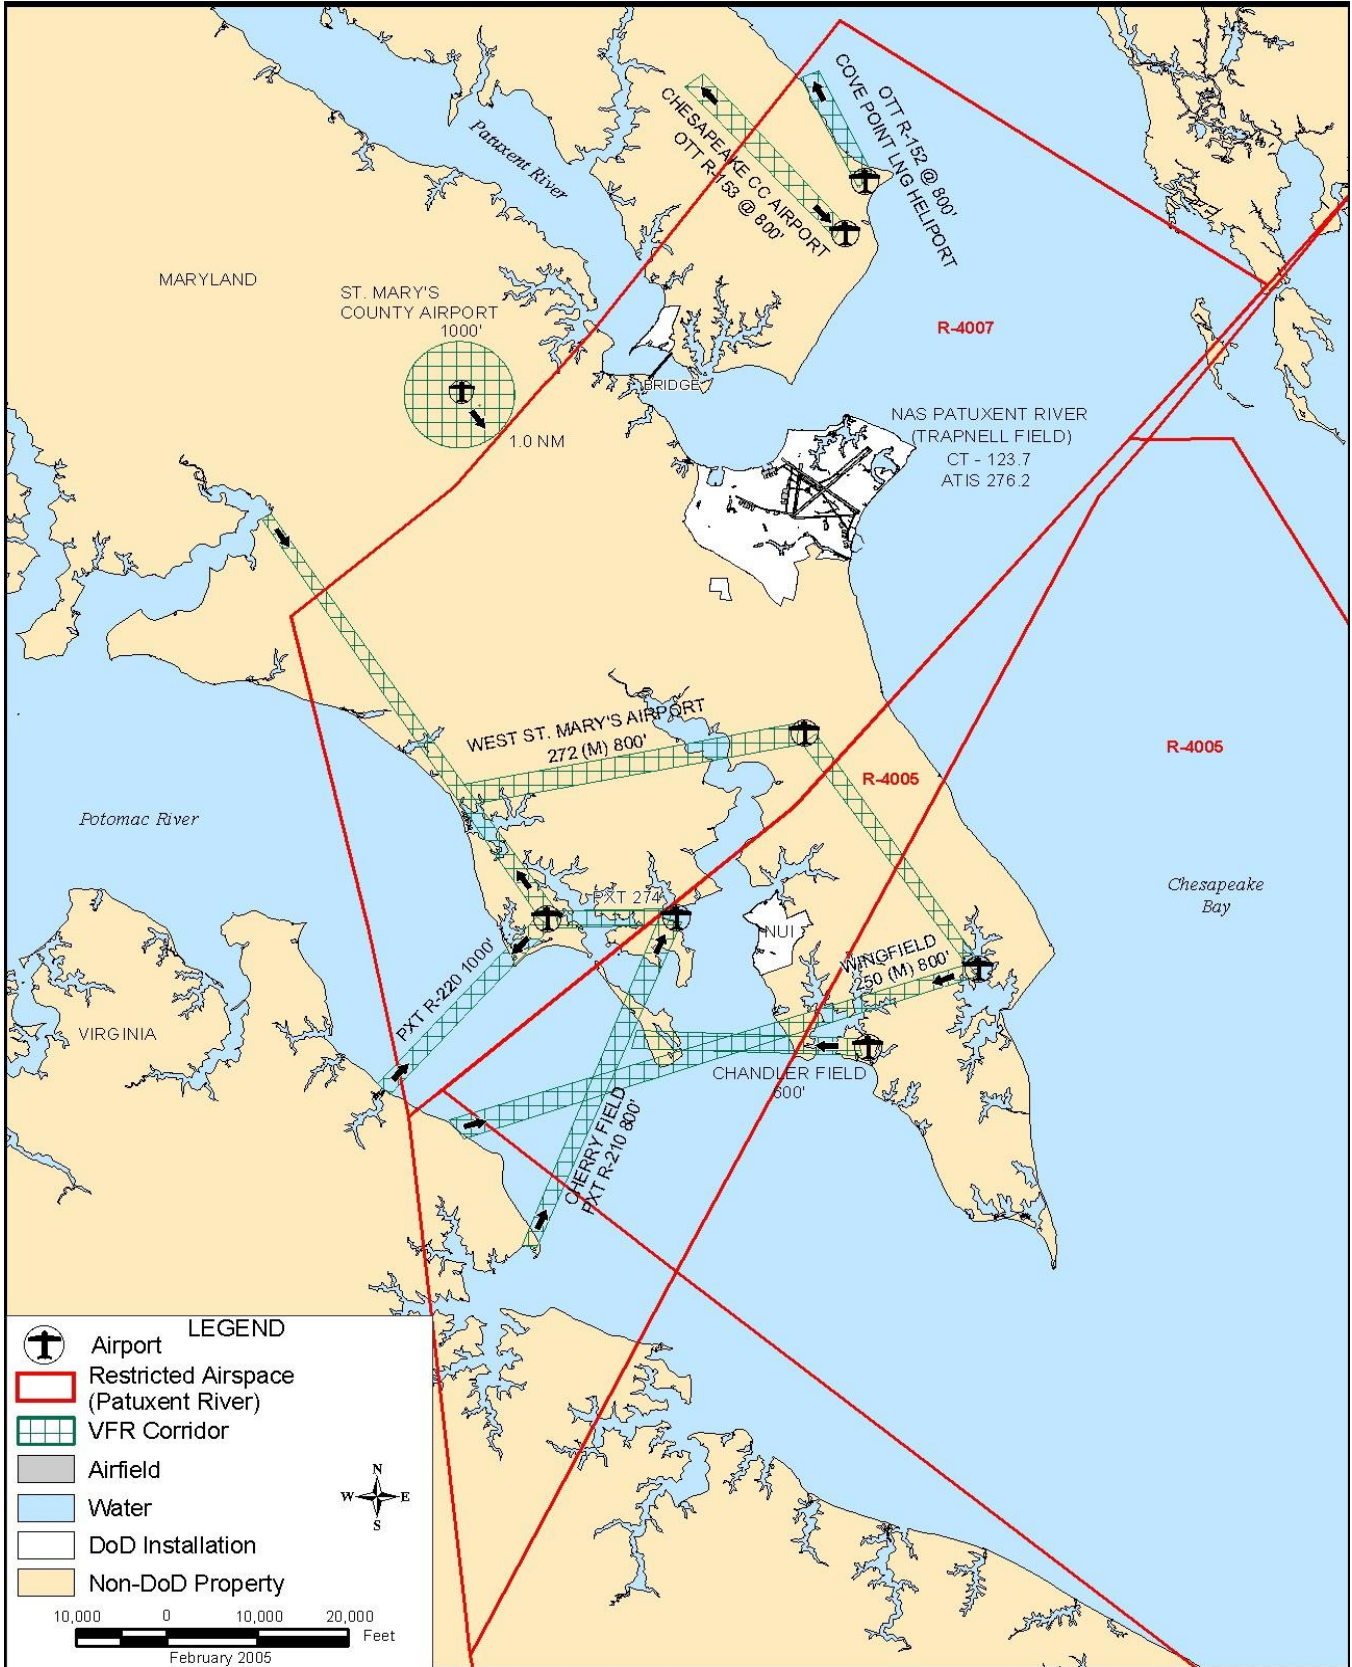 OTT R-152 @ 800'
COVE POINT LNG HELIPORT
CHESAPEAKE CC AIRPORT
OTT R-153 @ 800'
Patuxent River
MARYLAND
ST. MARY'S
COUNTY AIRPORT
1000'
1.0 NM
BRIDGE
R-4007
NAS PATUXENT RIVER
(TRAPNELL FIELD)
CT - 123.7
ATIS 276.2
WEST ST. MARY'S AIRPORT
272 (M) 800'
R-4005
R-4005
Potomac River
Chesapeake
Bay
PXT 274
NUI
WINGFIELD
250 (M) 800'
PXT R-220 1000'
VIRGINIA
CHANDLER FIELD
600'
CHERRY FIELD
PXT R-210 800'
LEGEND
Airport
Restricted Airspace
(Patuxent River)
VFR Corridor
Airfield
Water
DoD Installation
Non-DoD Property
N
W E
S
10,000 0 10,000 20,000
Feet
February 2005